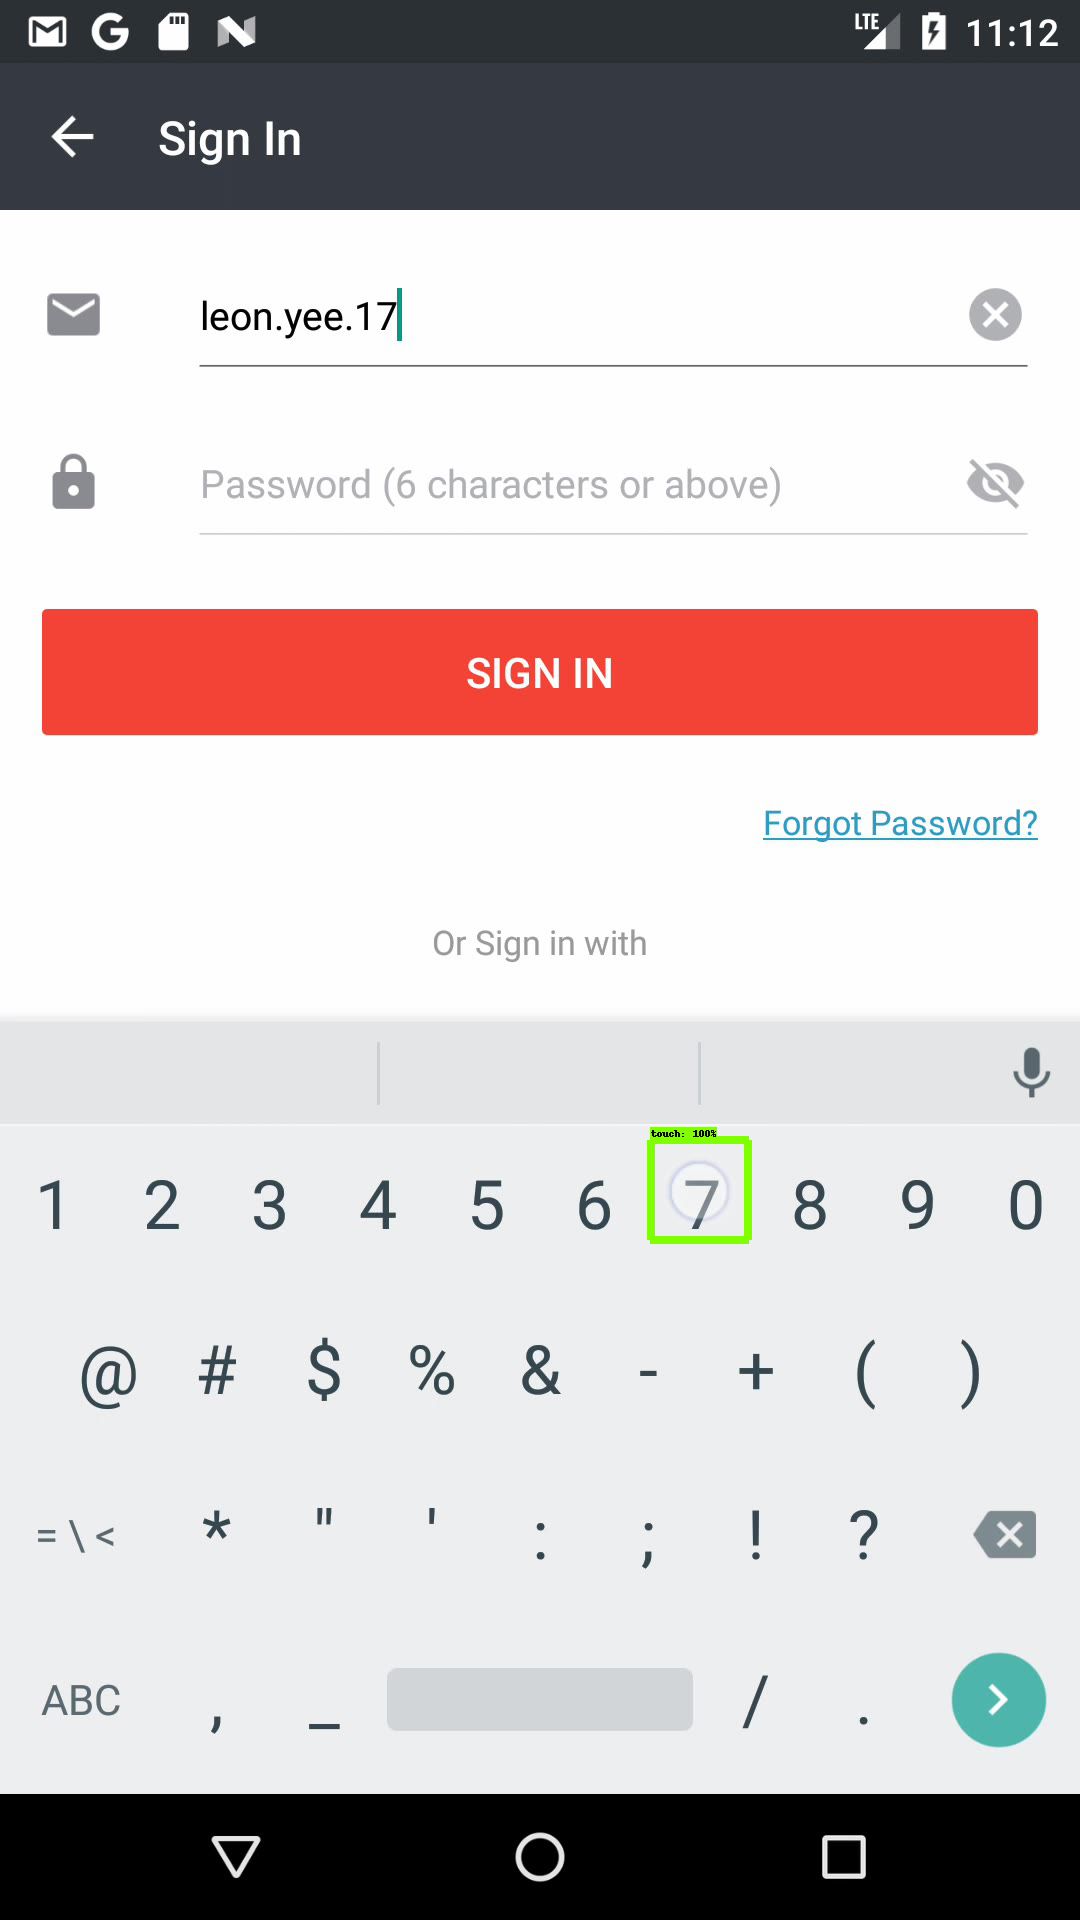 LTE 11:12
Sign In
leon.yee.17
Password (6 characters or above)
SIGN IN
Forgot Password?
Or Sign in with
touch: 100%
1 2 3 4 5 6 7 8 9 0
@ # $ % & - + ( )
= \ < * " ' : ; ! ?
ABC , _ / .